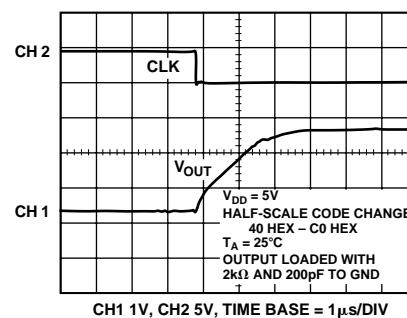 CH 2
CLK
VOUT
CH 1
VDD = 5V
HALF-SCALE CODE CHANGE
40 HEX – C0 HEX
TA = 25°C
OUTPUT LOADED WITH
2kΩ AND 200pF TO GND
CH1 1V, CH2 5V, TIME BASE = 1µs/DIV